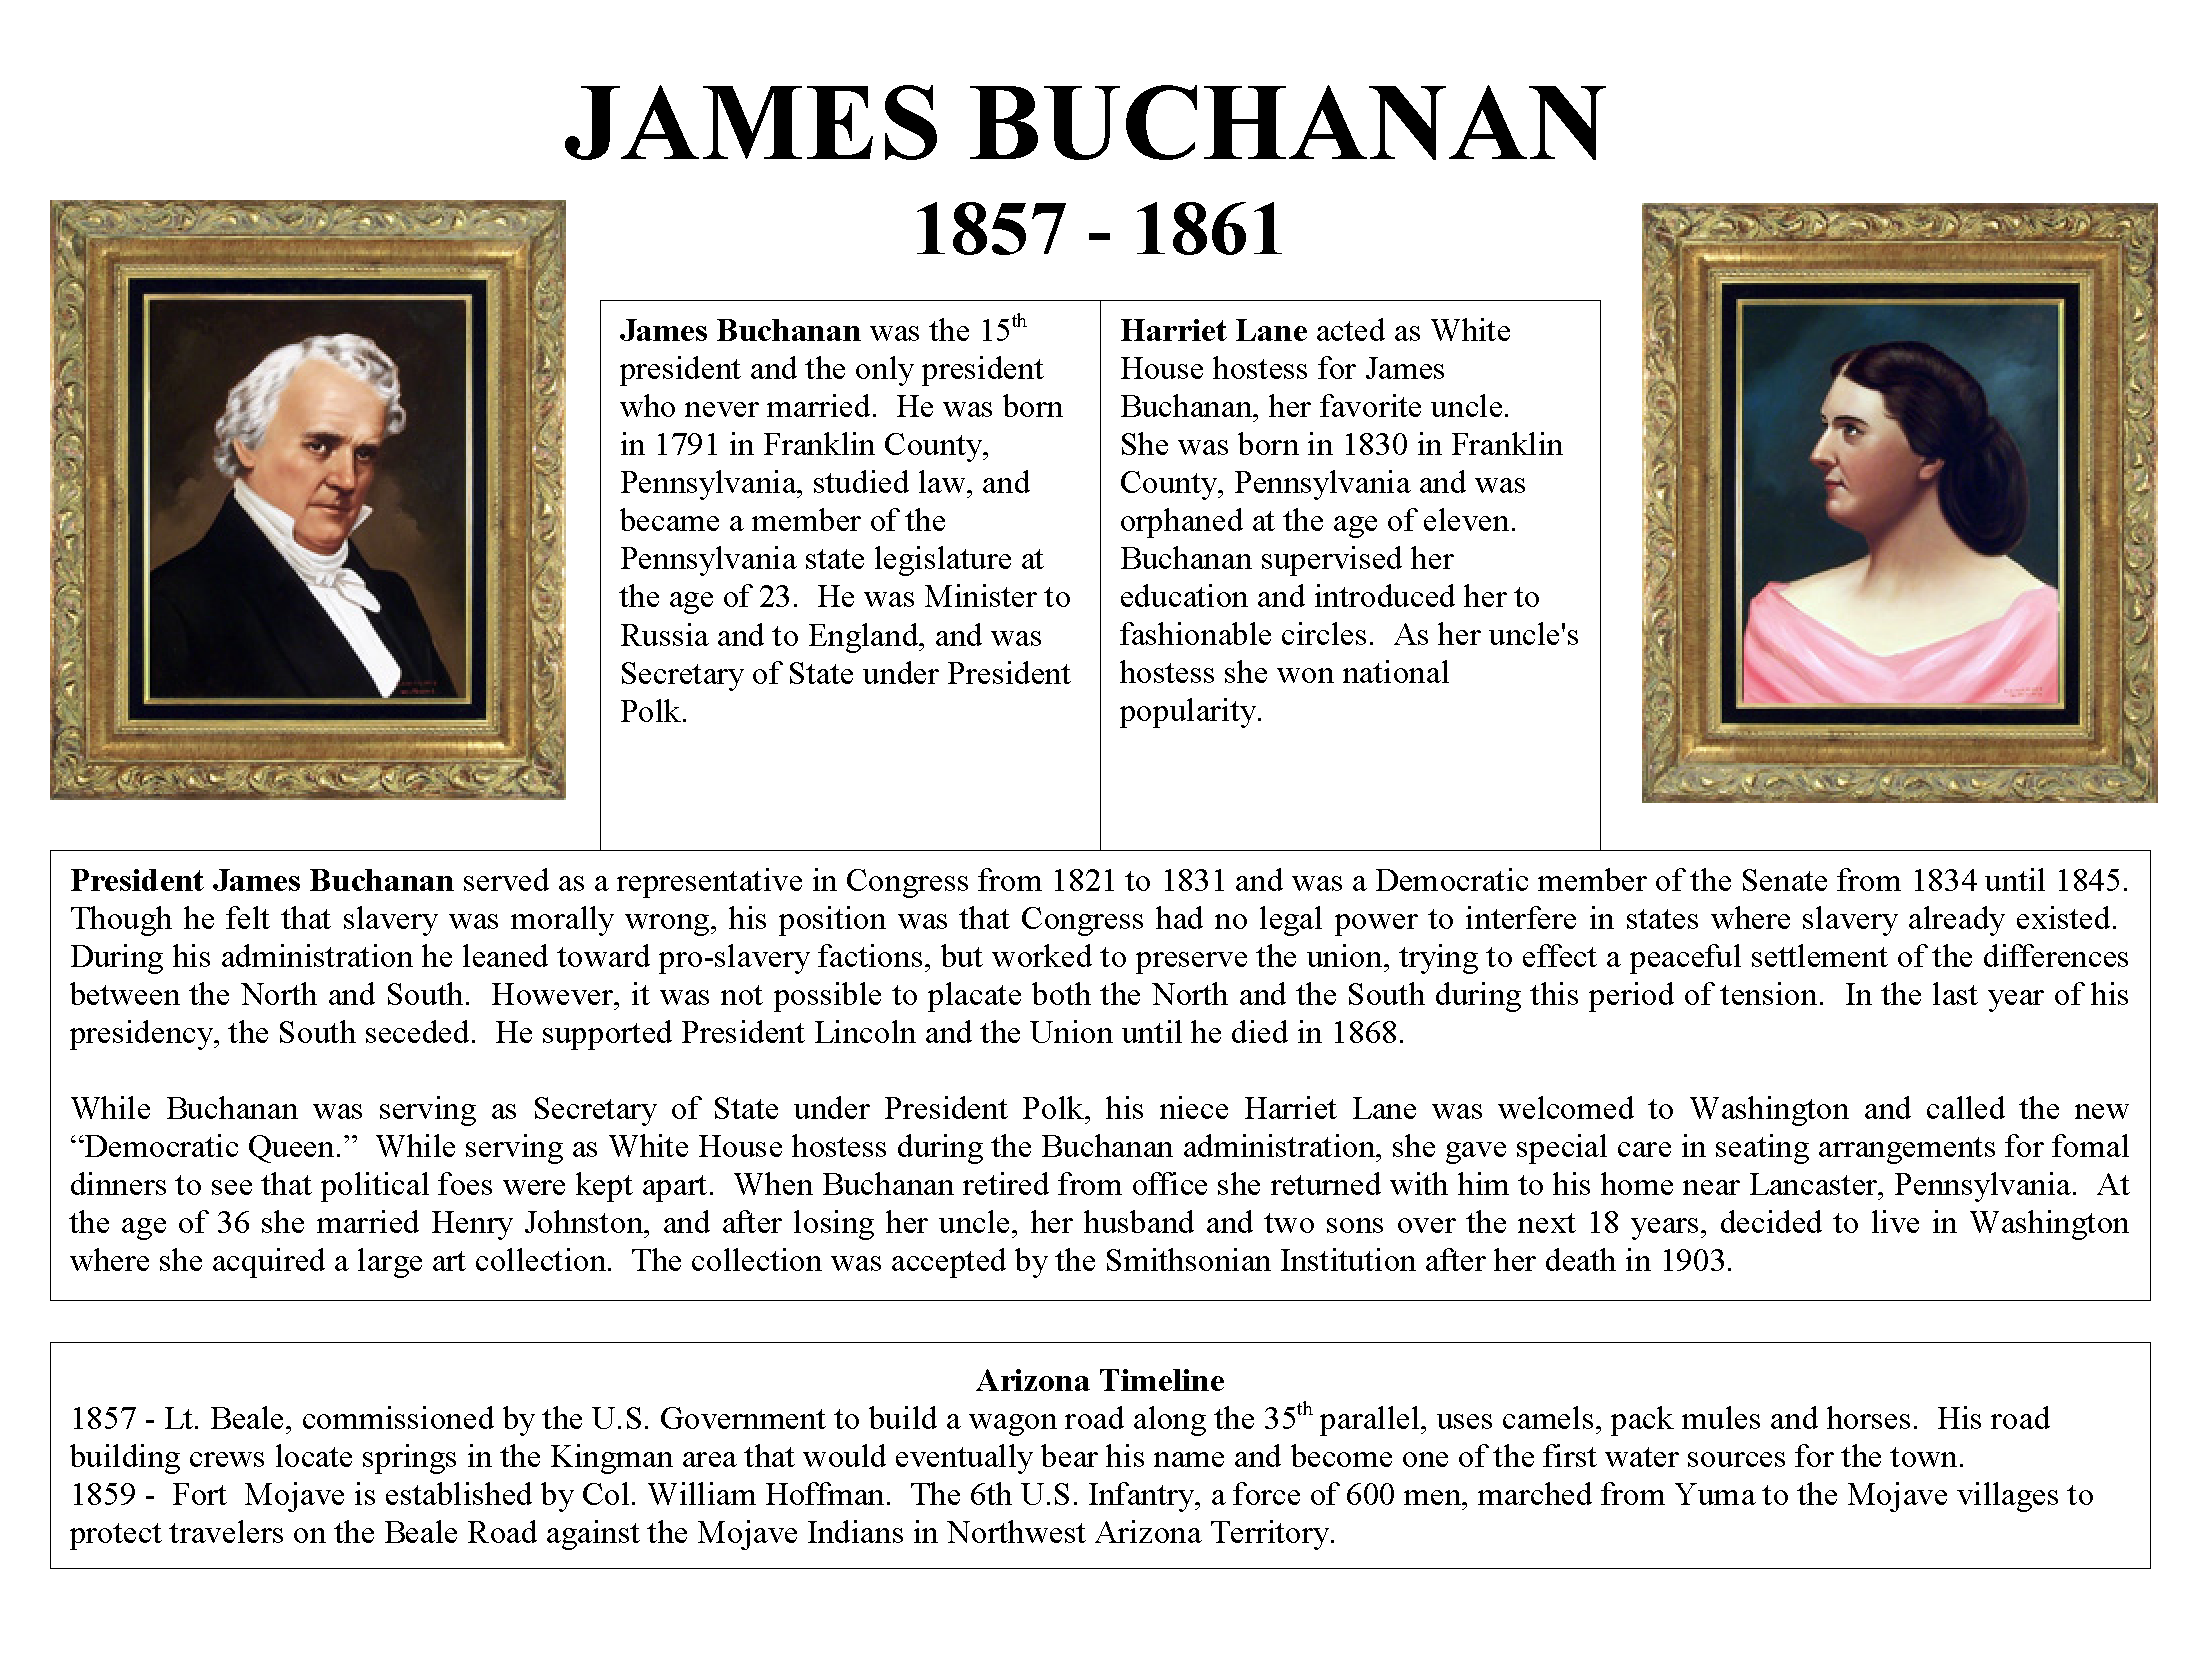 JAMES BUCHANAN
1857 - 1861
James Buchanan was the 15th
president and the only president
who never married.  He was born
in 1791 in Franklin County,
Pennsylvania, studied law, and
became a member of the
Pennsylvania state legislature at
the age of 23.  He was Minister to
Russia and to England, and was
Secretary of State under President
Polk.
Harriet Lane acted as White
House hostess for James
Buchanan, her favorite uncle.
She was born in 1830 in Franklin
County, Pennsylvania and was
orphaned at the age of eleven.
Buchanan supervised her
education and introduced her to
fashionable circles.  As her uncle's
hostess she won national
popularity.
President James Buchanan served as a representative in Congress from 1821 to 1831 and was a Democratic member of the Senate from 1834 until 1845.
Though he felt that slavery was morally wrong, his position was that Congress had no legal power to interfere in states where slavery already existed.
During his administration he leaned toward pro-slavery factions, but worked to preserve the union, trying to effect a peaceful settlement of the differences
between the North and South.  However, it was not possible to placate both the North and the South during this period of tension.  In the last year of his
presidency, the South seceded.  He supported President Lincoln and the Union until he died in 1868.
While Buchanan was serving as Secretary of State under President Polk, his niece Harriet Lane was welcomed to Washington and called the new
“Democratic Queen.”  While serving as White House hostess during the Buchanan administration, she gave special care in seating arrangements for fomal
dinners to see that political foes were kept apart.  When Buchanan retired from office she returned with him to his home near Lancaster, Pennsylvania.  At
the age of 36 she married Henry Johnston, and after losing her uncle, her husband and two sons over the next 18 years, decided to live in Washington
where she acquired a large art collection.  The collection was accepted by the Smithsonian Institution after her death in 1903.
Arizona Timeline
1857 - Lt. Beale, commissioned by the U.S. Government to build a wagon road along the 35th parallel, uses camels, pack mules and horses.  His road
building crews locate springs in the Kingman area that would eventually bear his name and become one of the first water sources for the town.
1859 -  Fort  Mojave is established by Col. William Hoffman.  The 6th U.S. Infantry, a force of 600 men, marched from Yuma to the Mojave villages to
protect travelers on the Beale Road against the Mojave Indians in Northwest Arizona Territory.